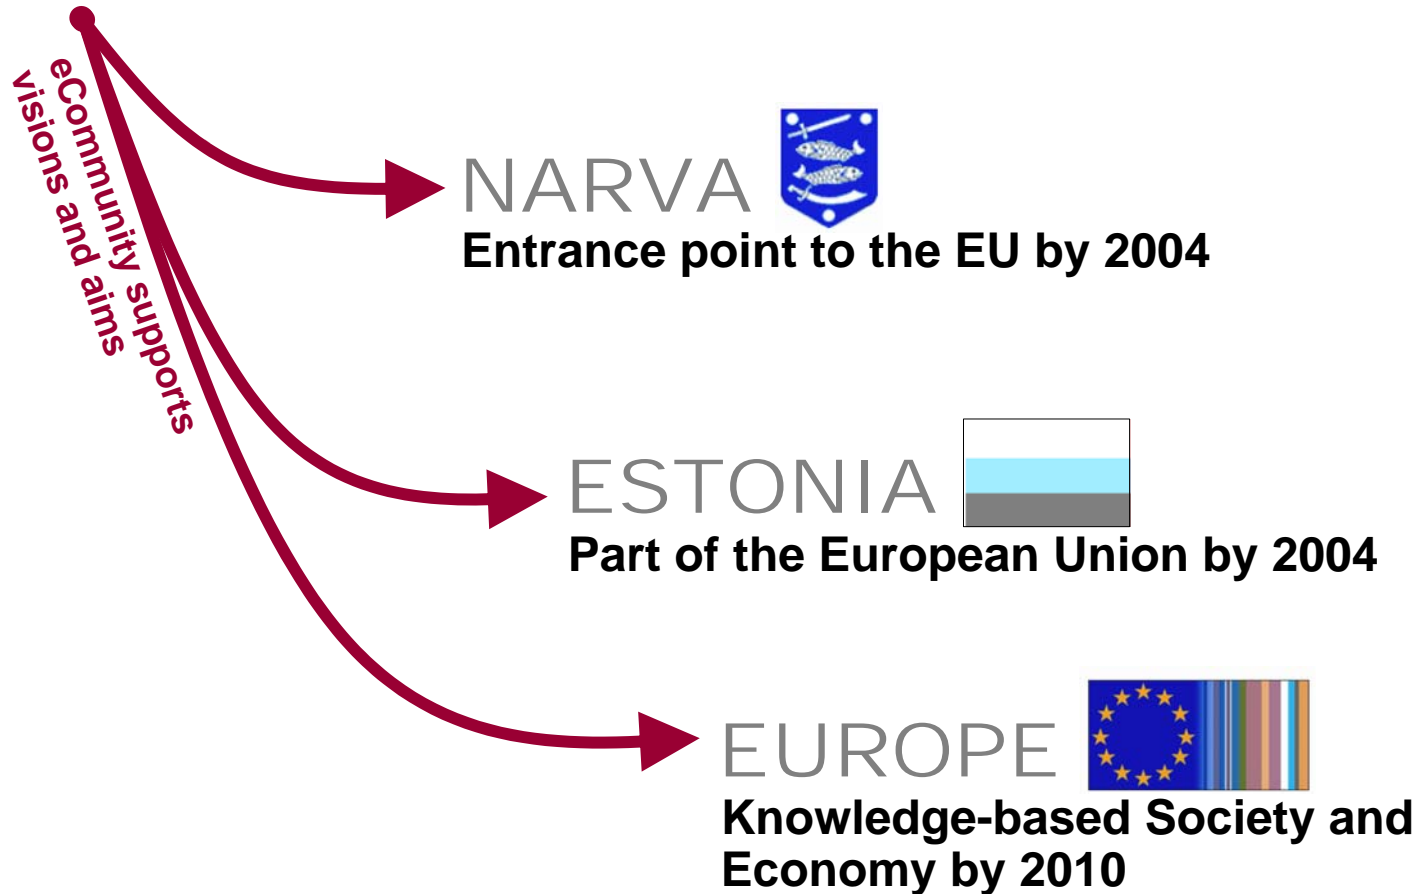 eCommunity supports
visions and aims
NARVA
Entrance point to the EU by 2004
ESTONIA
Part of the European Union by 2004
EUROPE
Knowledge-based Society and
Economy by 2010